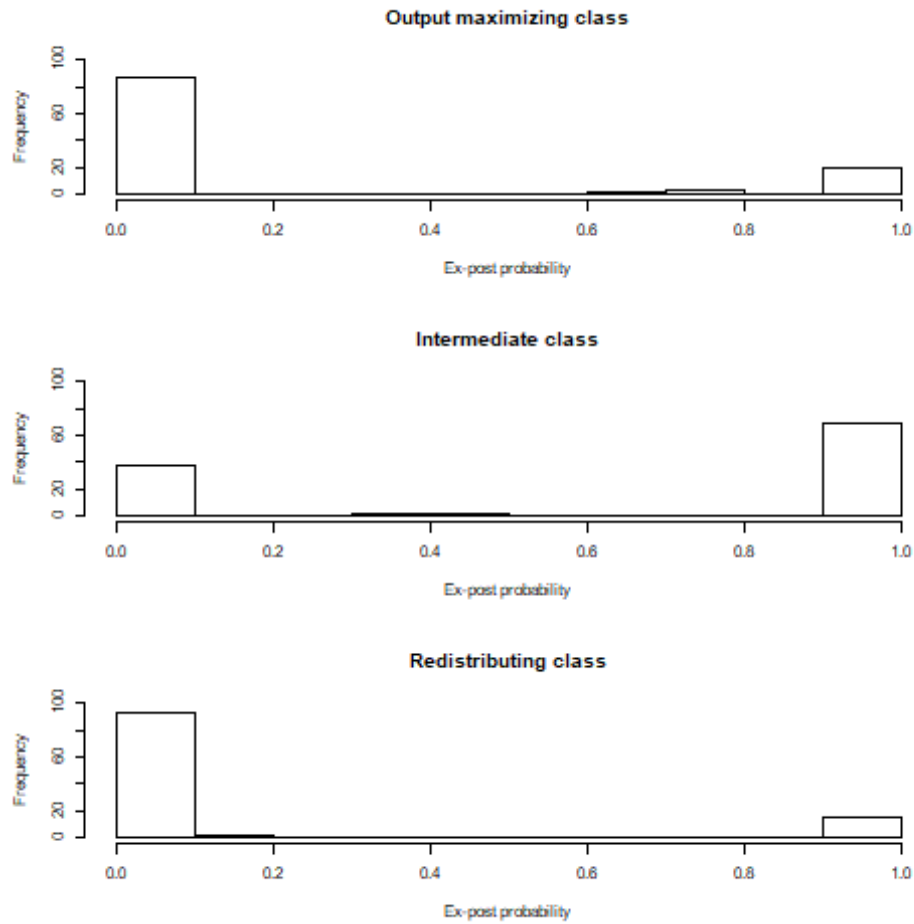 Output maximizing class
100
60
20
0
Frequency
0.0 0.2 0.4 0.6 0.8 1.0
Ex-post probability
Intermediate class
100
60
20
0
Frequency
0.0 0.2 0.4 0.6 0.8 1.0
Ex-post probability
Redistributing class
100
60
20
0
Frequency
0.0 0.2 0.4 0.6 0.8 1.0
Ex-post probability